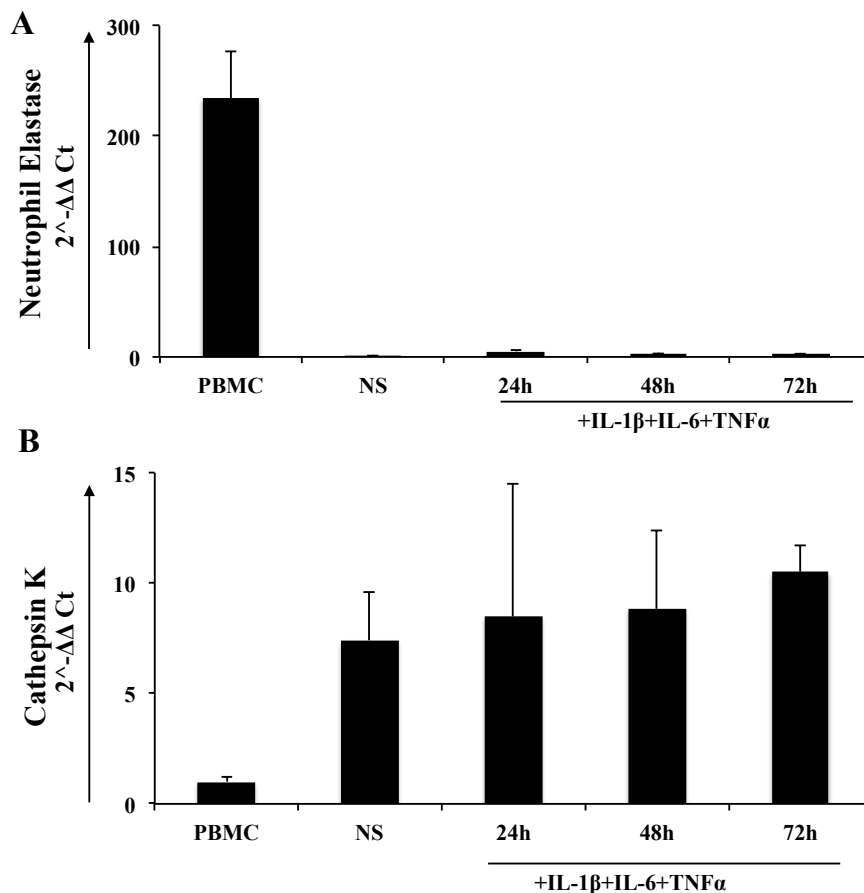 A
Neutrophil Elastase
2^-ΔΔ Ct
300
200
100
0
PBMC NS 24h 48h 72h
+IL-1β+IL-6+TNFα
B
Cathepsin K
2^-ΔΔ Ct
15
10
5
0
PBMC NS 24h 48h 72h
+IL-1β+IL-6+TNFα